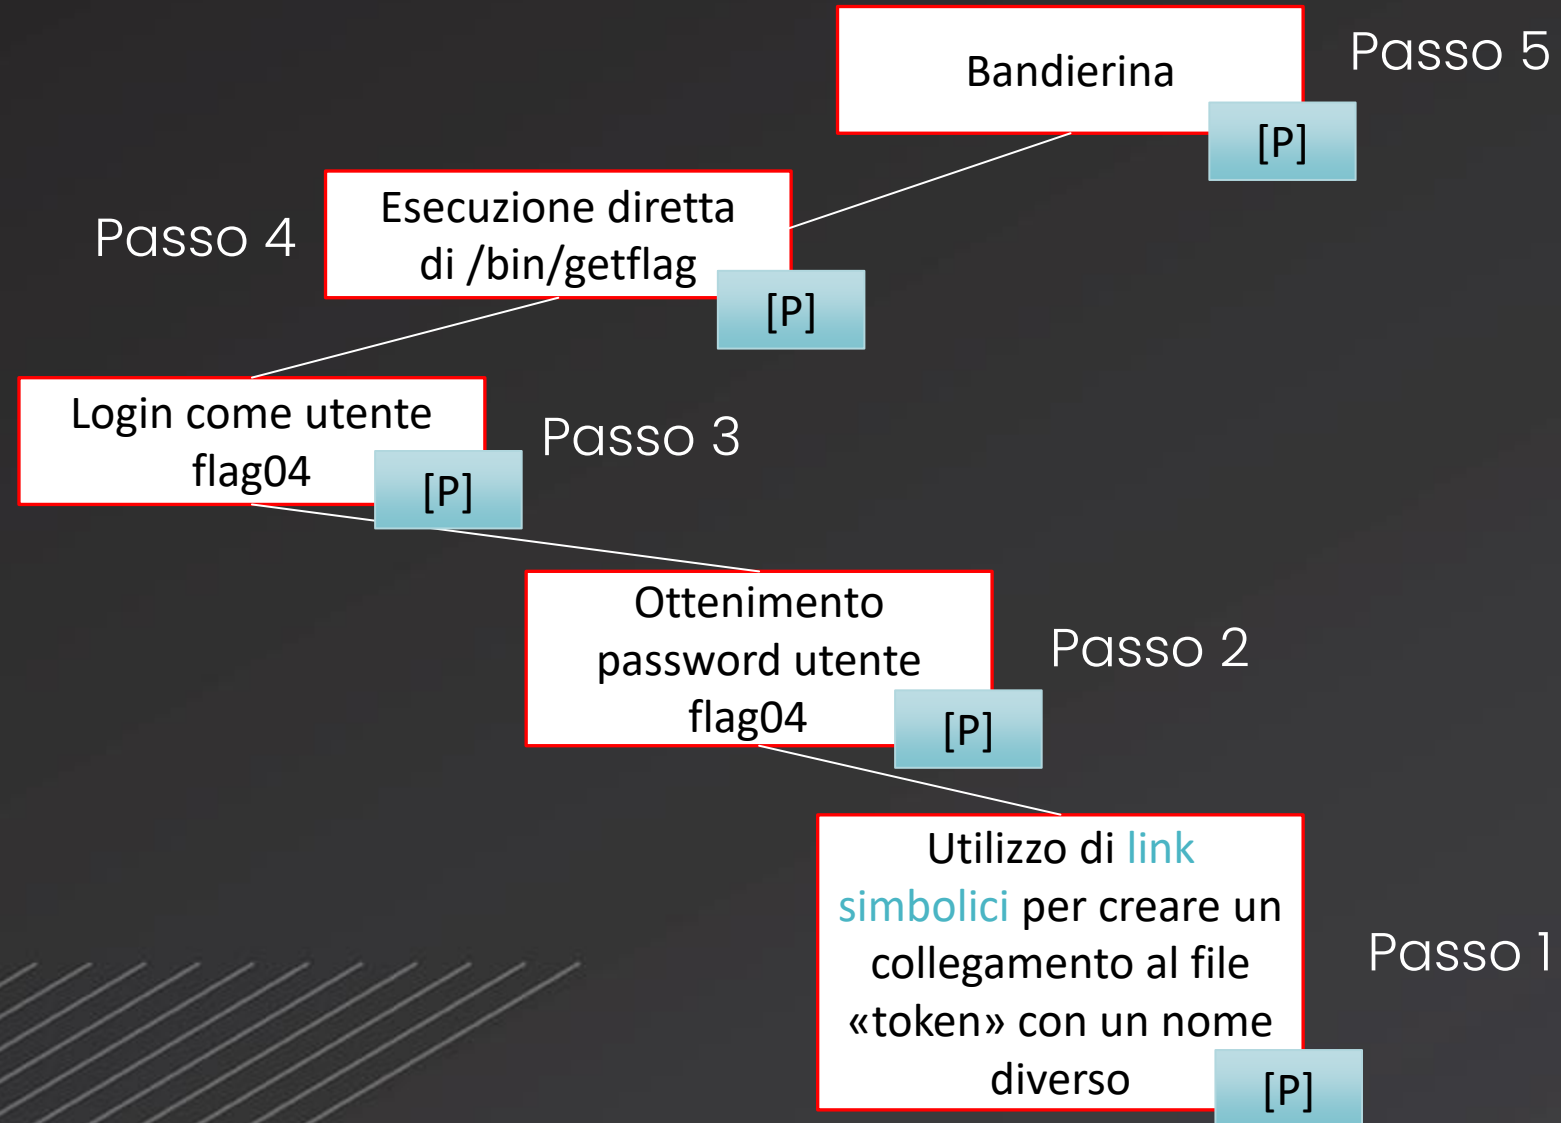 Bandierina
[P]
Passo 5
Passo 4
Esecuzione diretta
di /bin/getflag
[P]
Login come utente
flag04
[P]
Passo 3
Ottenimento
password utente
flag04
[P]
Passo 2
Utilizzo di link
simbolici per creare un
collegamento al file
«token» con un nome
diverso
[P]
Passo 1